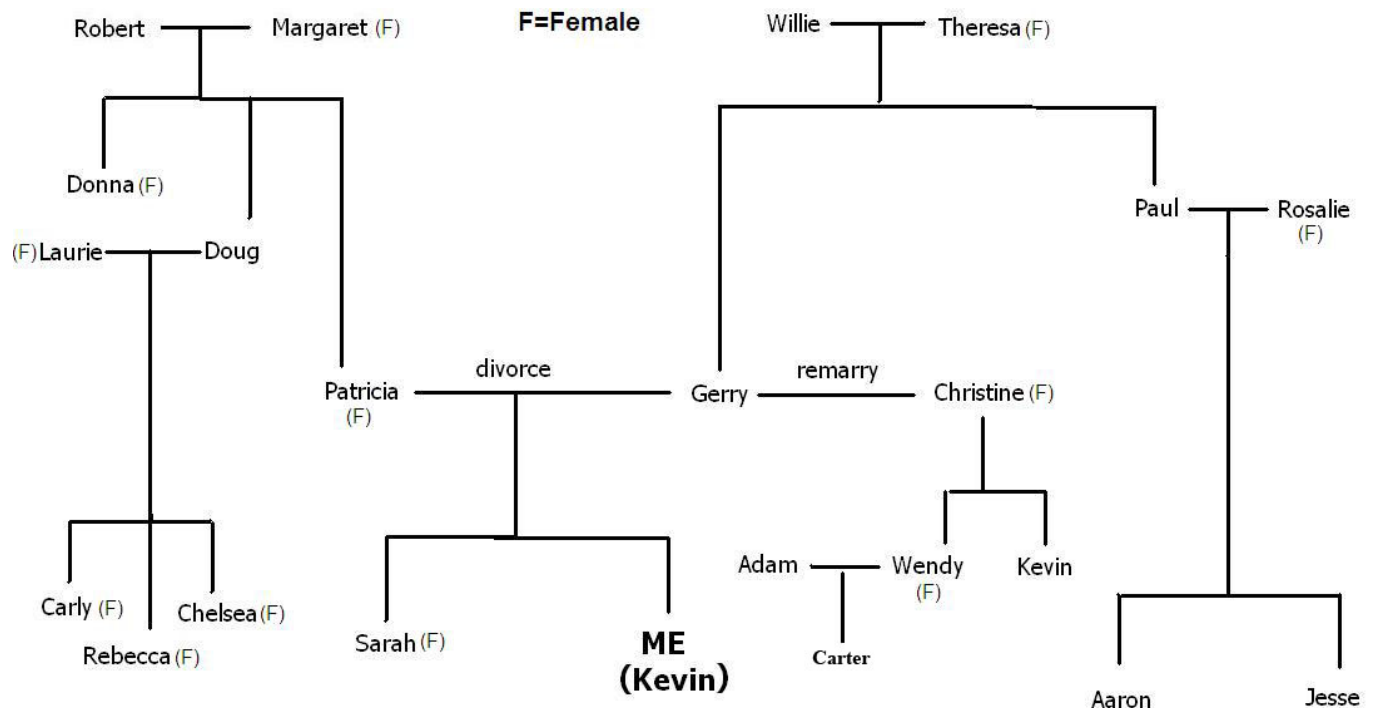 Robert Margaret (F) F=Female Willie Theresa (F)
Donna (F)
Paul Rosalie
(F)
(F) Laurie Doug
divorce remarry
Patricia Gerry Christine (F)
(F)
Adam Wendy Kevin
(F)
Carly (F) Chelsea (F)
Rebecca (F)
Sarah (F) ME
(Kevin)
Carter
Aaron Jesse